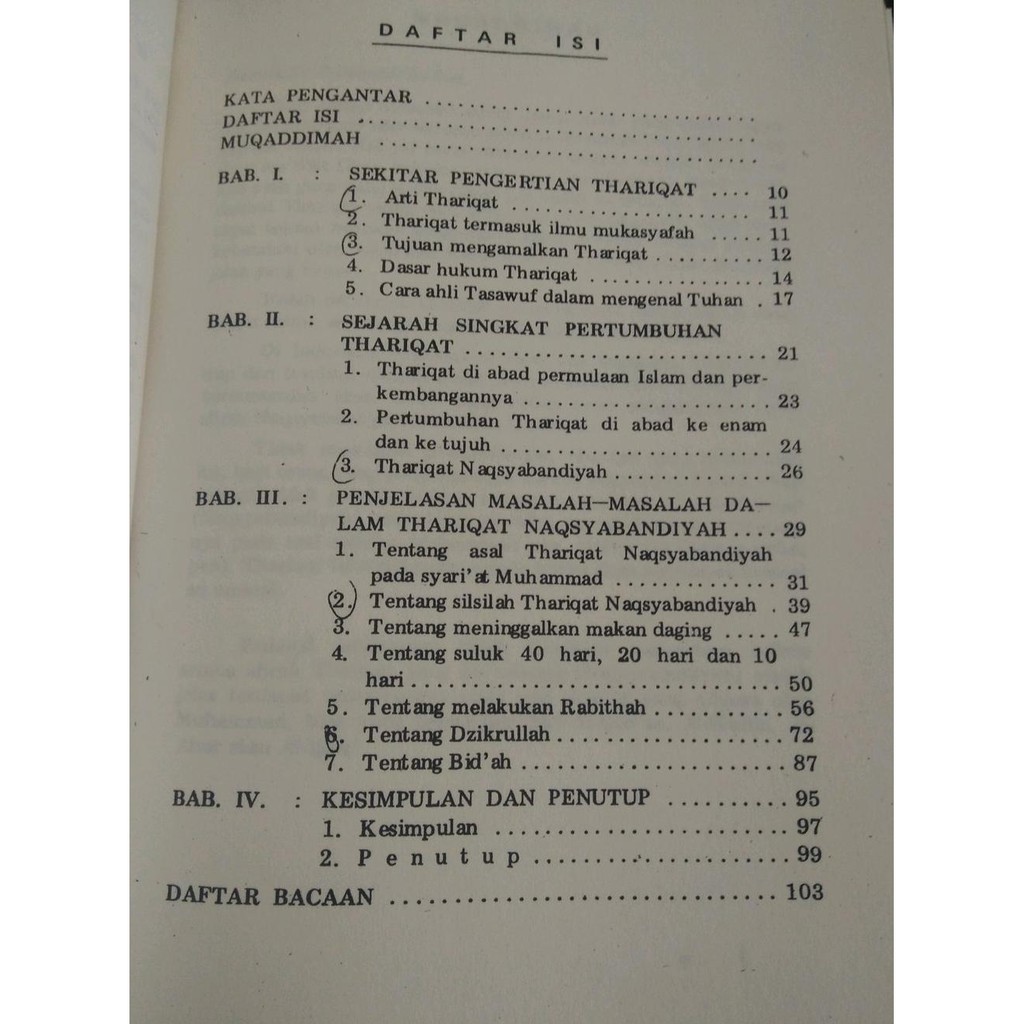 DAFTAR ISI
KATA PENGANTAR ................................
DAFTAR ISI ................................
MUQADDIMAH ................................
BAB. I. : SEKITAR PENGERTIAN THARIQAT .... 10
1. Arti Thariqat ........................ 11
2. Thariqat termasuk ilmu mukasyafah ..... 11
3. Tujuan mengamalkan Thariqat .......... 12
4. Dasar hukum Thariqat ................ 14
5. Cara ahli Tasawuf dalam mengenal Tuhan . 17
BAB. II. : SEJARAH SINGKAT PERTUMBUHAN
THARIQAT ........................... 21
1. Thariqat di abad permulaan Islam dan per-
kembangannya ...................... 23
2. Pertumbuhan Thariqat di abad ke enam
dan ke tujuh ........................ 24
3. Thariqat Naqsyabandiyah .............. 26
BAB. III. : PENJELASAN MASALAH—MASALAH DA—
LAM THARIQAT NAQSYABANDIYAH .... 29
1. Tentang asal Thariqat Naqsyabandiyah
pada syari'at Muhammad .............. 31
2. Tentang silsilah Thariqat Naqsyabandiyah . 39
3. Tentang meninggalkan makan daging ..... 47
4. Tentang suluk 40 hari, 20 hari dan 10
hari ................................ 50
5. Tentang melakukan Rabithah ........... 56
6. Tentang Dzikrullah ................... 72
7. Tentang Bid'ah ....................... 87
BAB. IV. : KESIMPULAN DAN PENUTUP .......... 95
1. Kesimpulan ......................... 97
2. Penutup ....................... 99
DAFTAR BACAAN ................................ 103